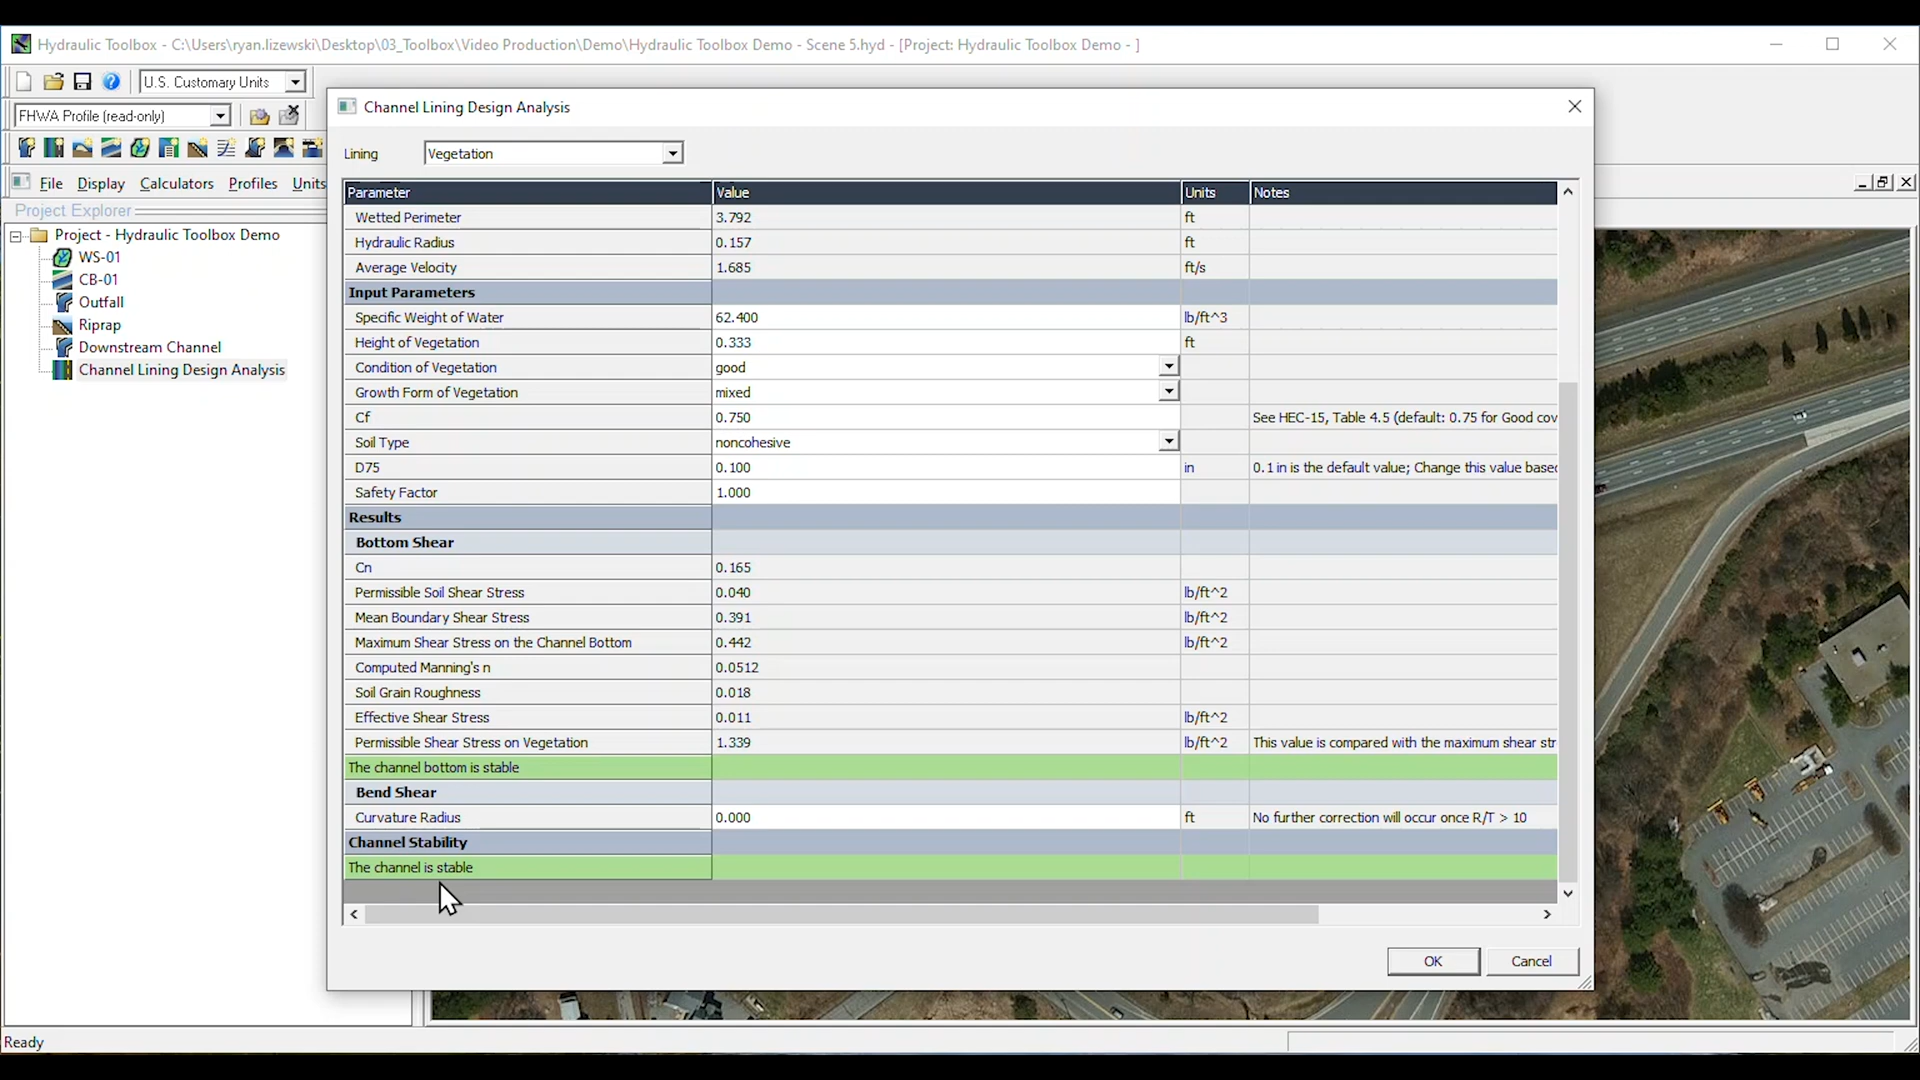 Hydraulic Toolbox - C:\Users\ryan.lizewski\Desktop\03_Toolbox\Video Production\Demo\Hydraulic Toolbox Demo - Scene 5.hyd - [Project: Hydraulic Toolbox Demo - ]
U.S. Customary Units
FHWA Profile (read-only)
File Display Calculators Profiles Units
Project Explorer
Project - Hydraulic Toolbox Demo
WS-01
CB-01
Outfall
Riprap
Downstream Channel
Channel Lining Design Analysis
Channel Lining Design Analysis
Lining Vegetation
Parameter Value Units Notes
Wetted Perimeter 3.792 ft
Hydraulic Radius 0.157 ft
Average Velocity 1.685 ft/s
Input Parameters
Specific Weight of Water 62.400 lb/ft^3
Height of Vegetation 0.333 ft
Condition of Vegetation good
Growth Form of Vegetation mixed
Cf 0.750 See HEC-15, Table 4.5 (default: 0.75 for Good cov
Soil Type noncohesive
D75 0.100 in 0.1 in is the default value; Change this value based
Safety Factor 1.000
Results
Bottom Shear
Cn 0.165
Permissible Soil Shear Stress 0.040 lb/ft^2
Mean Boundary Shear Stress 0.391 lb/ft^2
Maximum Shear Stress on the Channel Bottom 0.442 lb/ft^2
Computed Manning's n 0.0512
Soil Grain Roughness 0.018
Effective Shear Stress 0.011 lb/ft^2
Permissible Shear Stress on Vegetation 1.339 lb/ft^2 This value is compared with the maximum shear str
The channel bottom is stable
Bend Shear
Curvature Radius 0.000 ft No further correction will occur once R/T > 10
Channel Stability
The channel is stable
OK Cancel
Ready